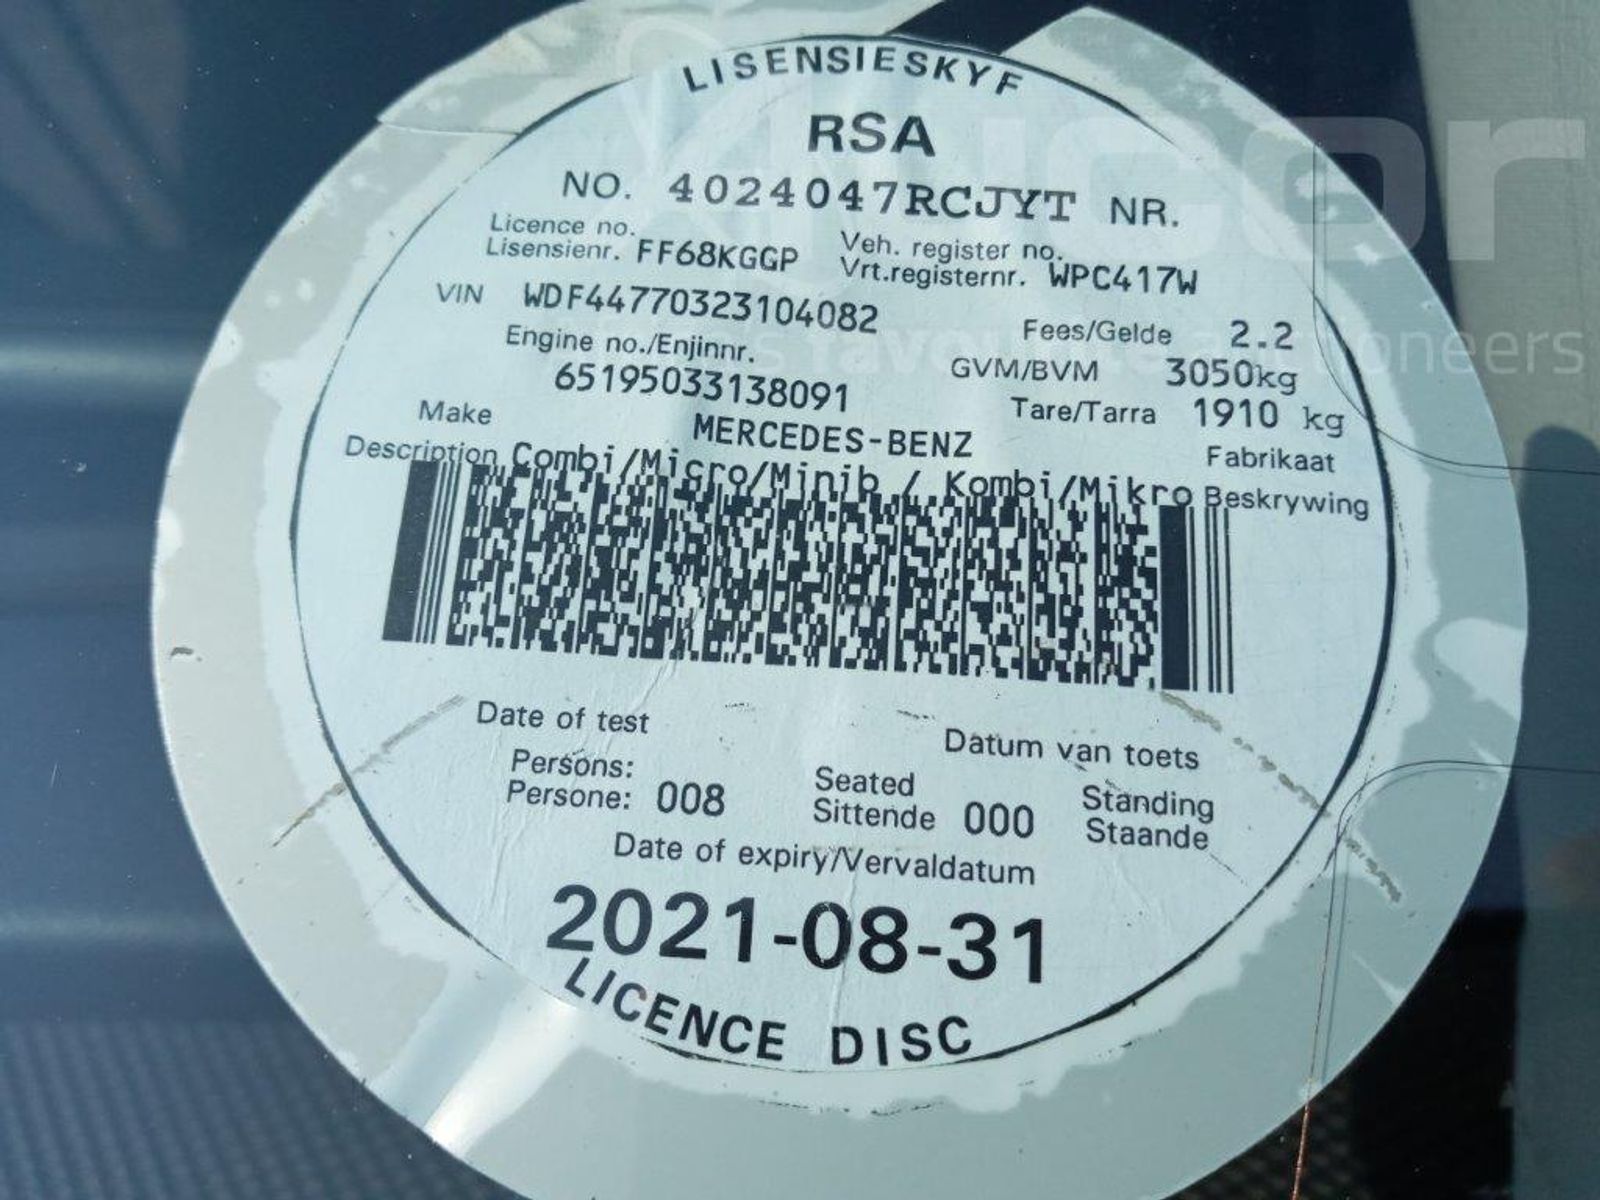 LISENSIESKYF
RSA
NO. 4024047RCJYT NR.
Licence no.
Lisensienr. FF68KGGP
Veh. register no.
Vrt.registernr. WPC417W
VIN WDF44770323104082
Fees/Gelde 2.2
Engine no./Enjinnr.
65195033138091
GVM/BVM 3050kg
Tare/Tarra 1910 kg
Make MERCEDES-BENZ Fabrikaat
Description Combi/Micro/Minib / Kombi/Mikro Beskrywing
Date of test Datum van toets
Persons:
Persone: 008
Seated
Sittende 000
Standing
Staande
Date of expiry/Vervaldatum
2021-08-31
LICENCE DISC